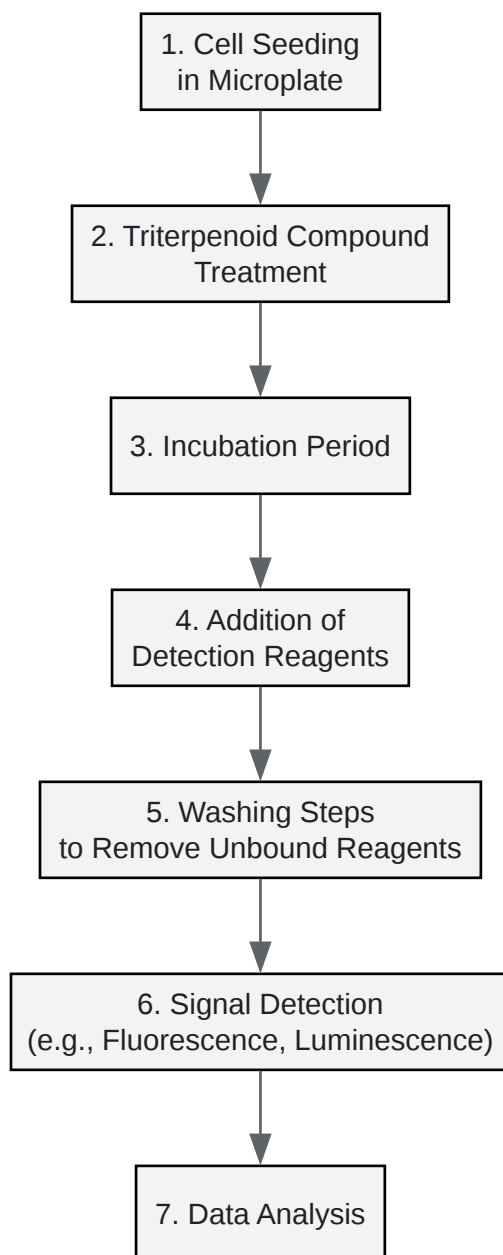 1. Cell Seeding
in Microplate
2. Triterpenoid Compound
Treatment
3. Incubation Period
4. Addition of
Detection Reagents
5. Washing Steps
to Remove Unbound Reagents
6. Signal Detection
(e.g., Fluorescence, Luminescence)
7. Data Analysis